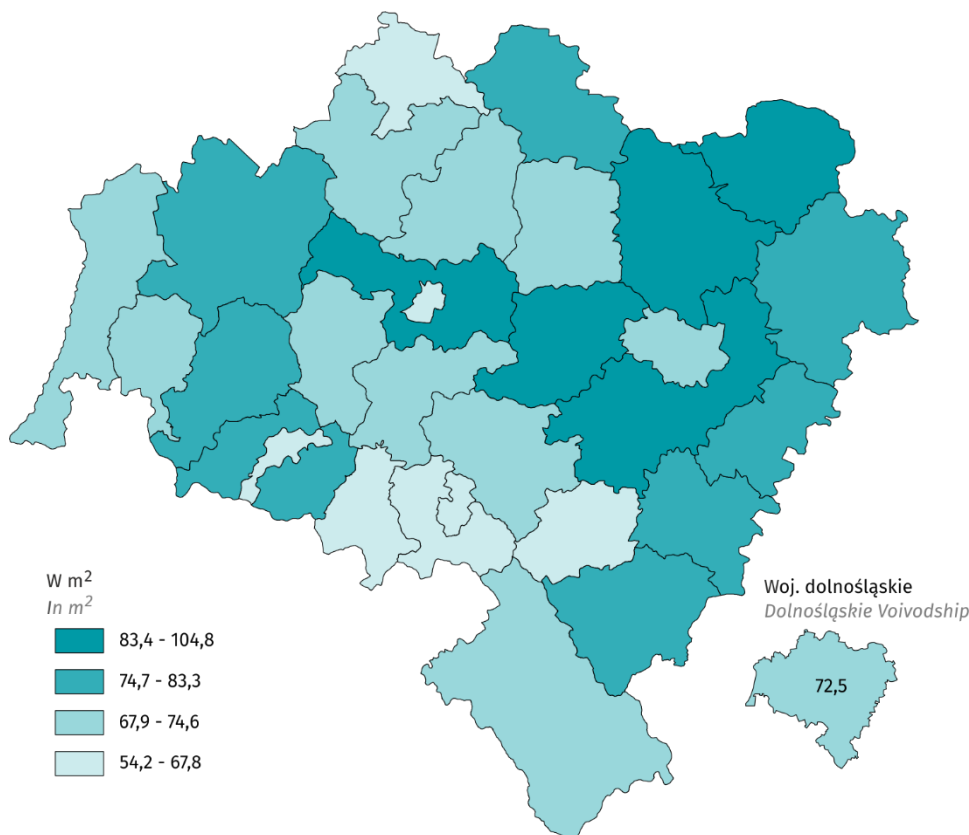 W m²
In m²
83,4 - 104,8
74,7 - 83,3
67,9 - 74,6
54,2 - 67,8
Woj. dolnośląskie
Dolnośląskie Voivodship
72,5